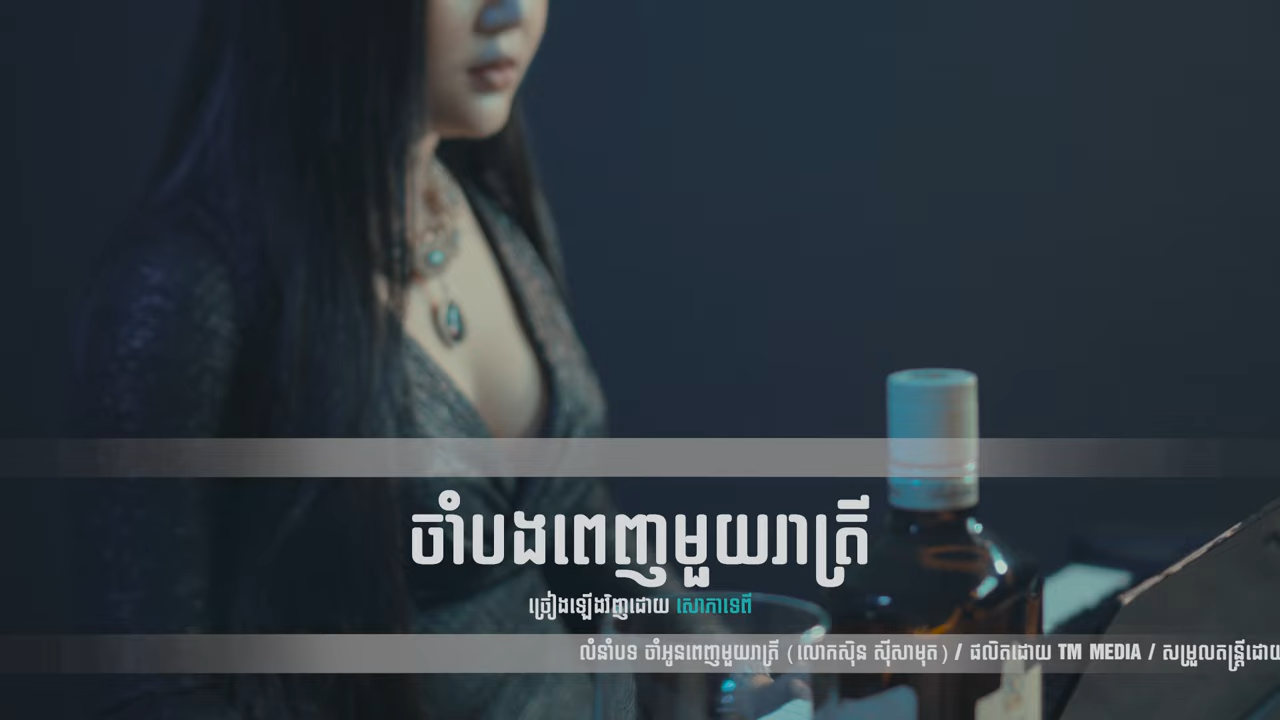 ចាំបងពេញមួយរាត្រី
ច្រៀងឡើងវិញដោយ សោភាទេពី
លំនាំបទ ចាំអូនពេញមួយរាត្រី (លោកស៊ិន ស៊ីសាមុត) / ផលិតដោយ TM MEDIA / សម្រួលតន្ត្រីដោយ